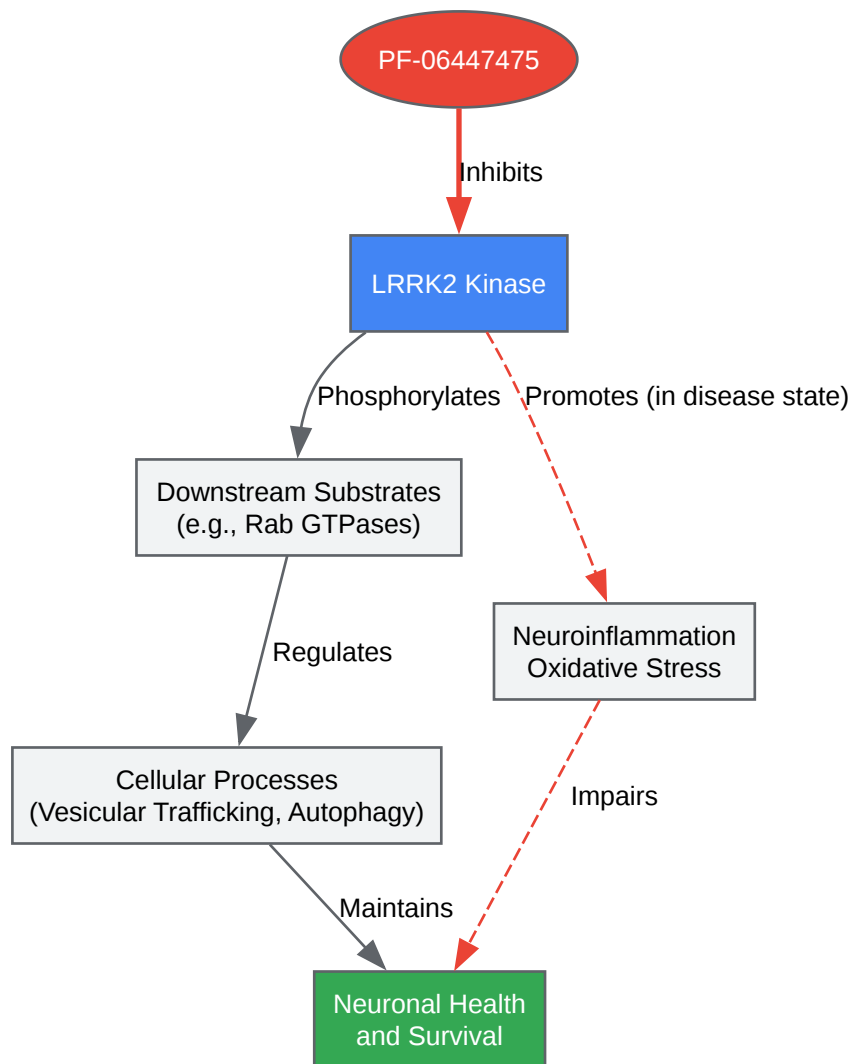 PF-06447475
Inhibits
LRRK2 Kinase
Phosphorylates
Promotes (in disease state)
Downstream Substrates
(e.g., Rab GTPases)
Neuroinflammation
Oxidative Stress
Regulates
Cellular Processes
(Vesicular Trafficking, Autophagy)
Impairs
Maintains
Neuronal Health
and Survival